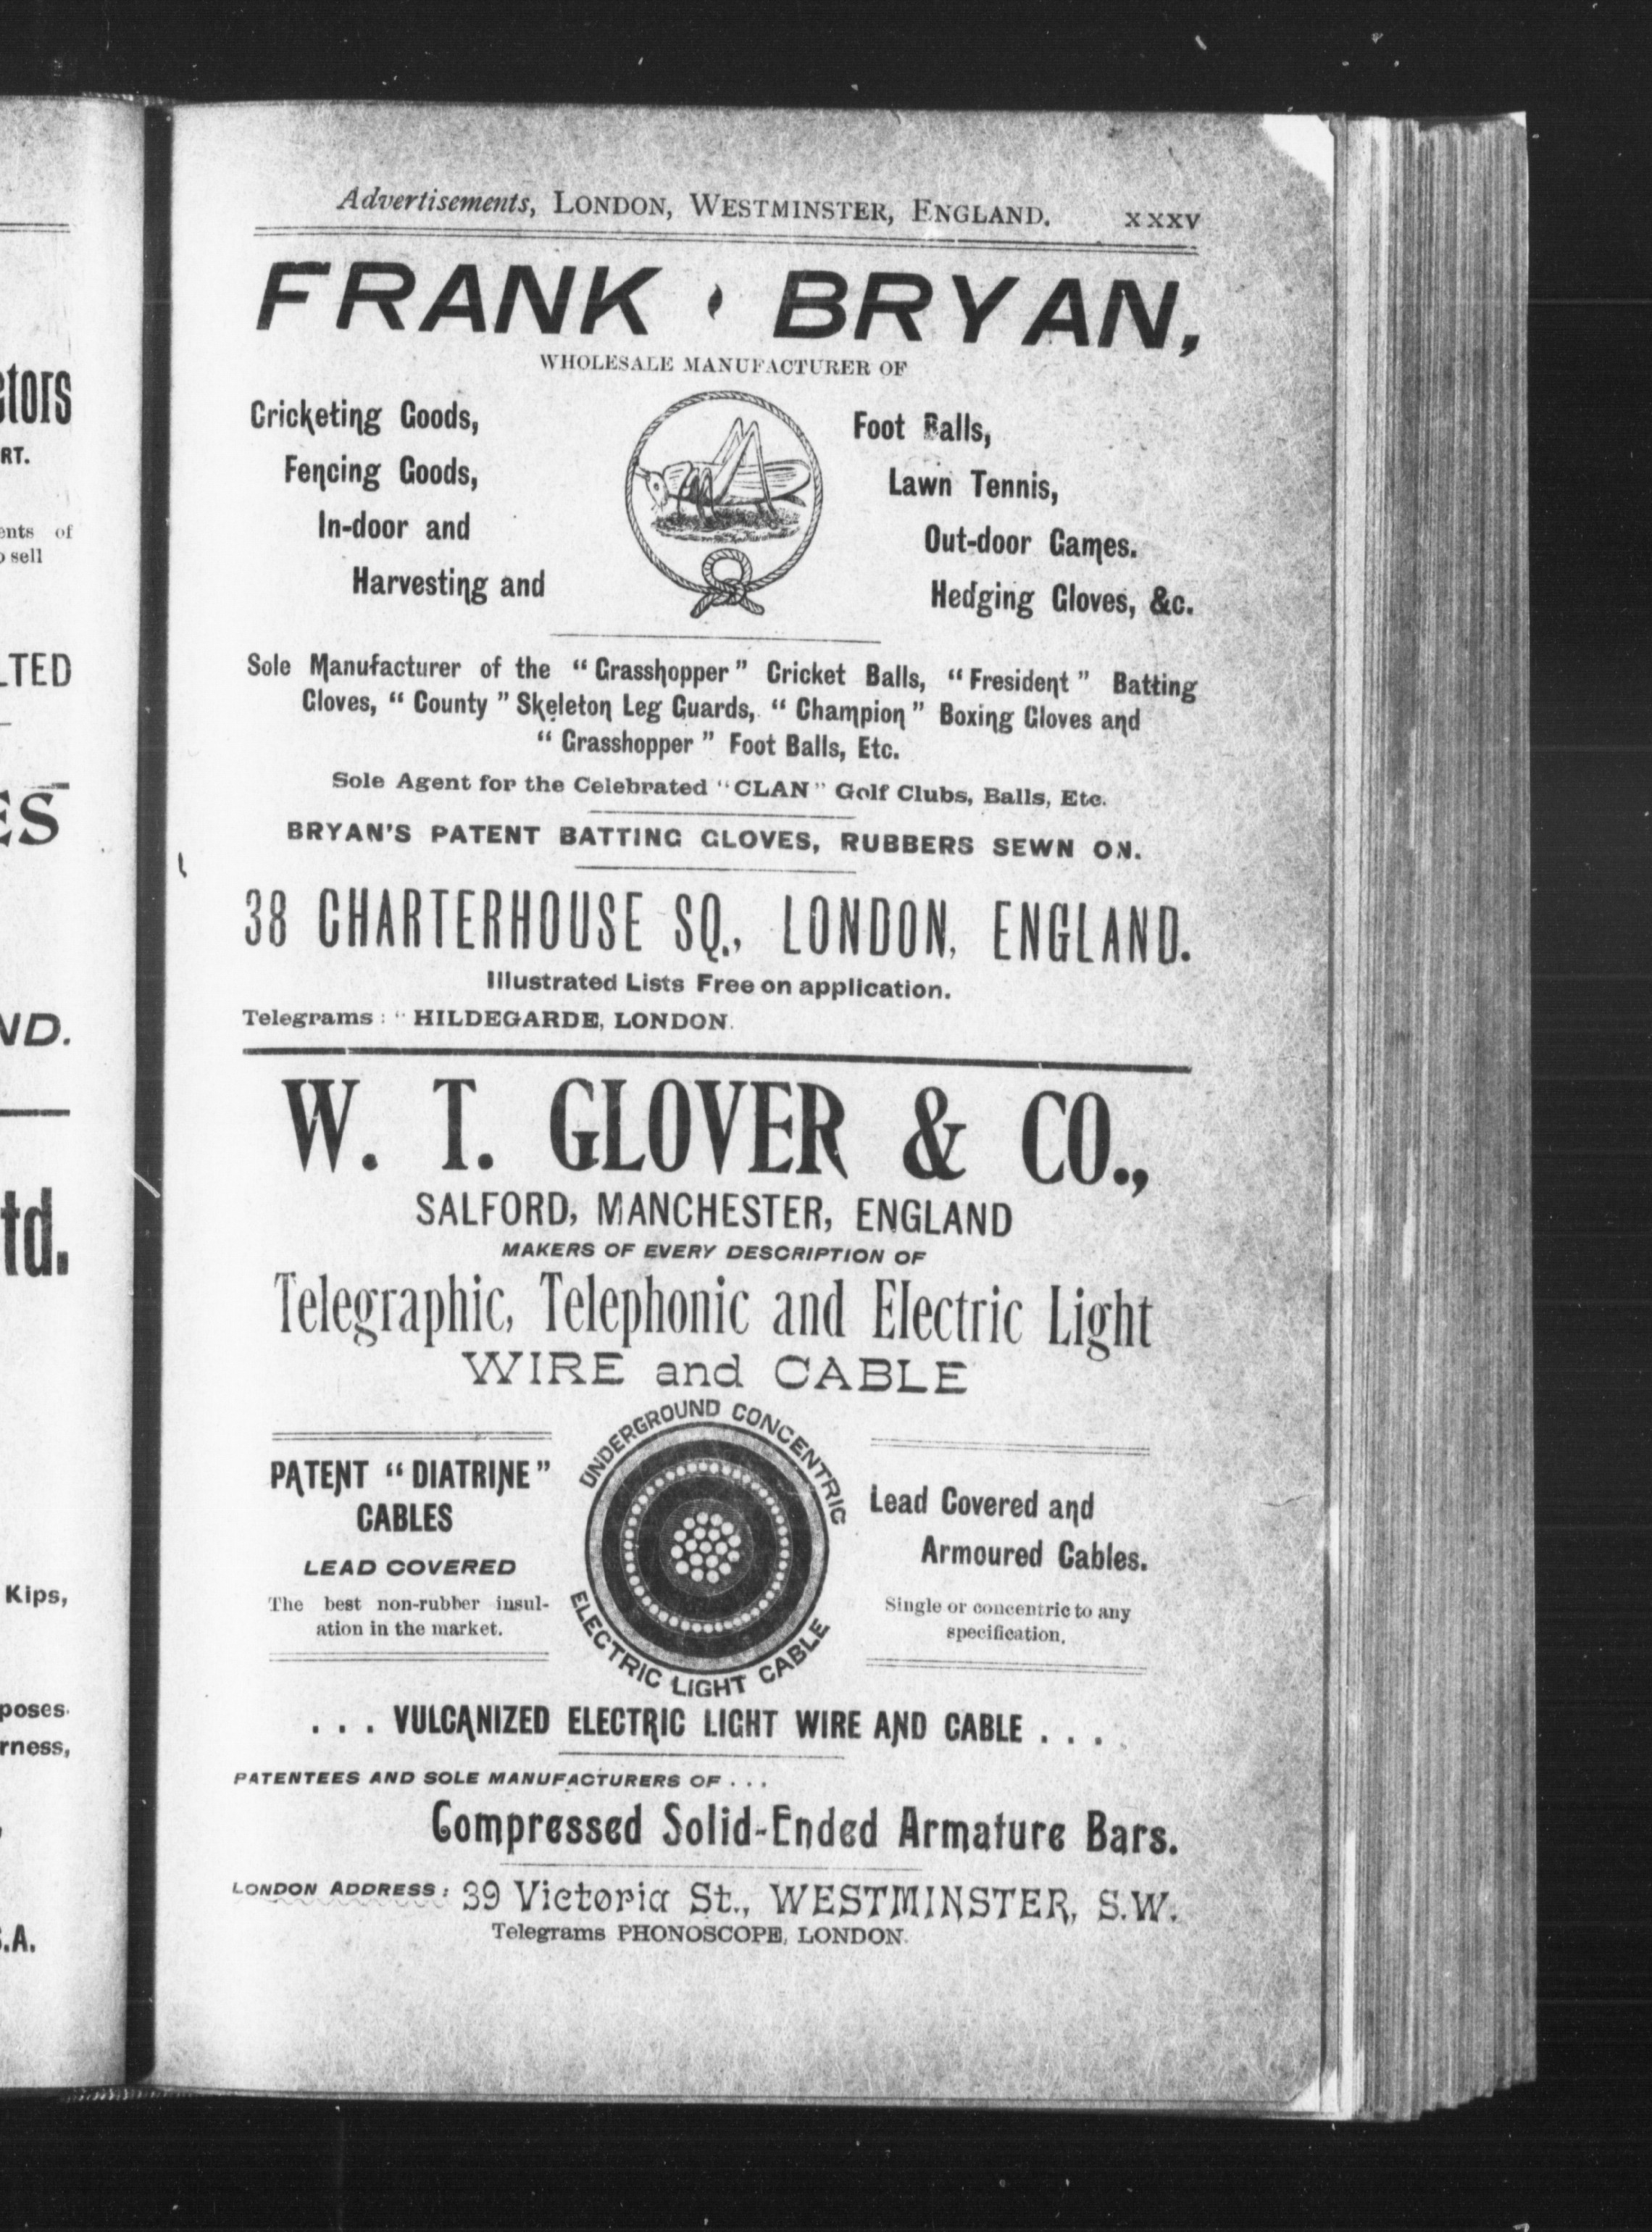 Advertisements, LONDON, WESTMINSTER, ENGLAND. xxxv
FRANK BRYAN,
WHOLESALE MANUFACTURER OF
Cricketing Goods,
Fencing Goods,
In-door and
Harvesting and
Foot Balls,
Lawn Tennis,
Out-door Games.
Hedging Gloves, &c.
Sole Manufacturer of the "Grasshopper" Cricket Balls, "Fresident" Batting
Gloves, "County" Skeleton Leg Guards, "Champion" Boxing Gloves and
"Grasshopper" Foot Balls, Etc.
Sole Agent for the Celebrated "CLAN" Golf Clubs, Balls, Etc.
BRYAN'S PATENT BATTING GLOVES, RUBBERS SEWN ON.
38 CHARTERHOUSE SQ., LONDON, ENGLAND.
Illustrated Lists Free on application.
Telegrams: "HILDEGARDE, LONDON.
W. T. GLOVER & CO.,
SALFORD, MANCHESTER, ENGLAND
MAKERS OF EVERY DESCRIPTION OF
Telegraphic, Telephonic and Electric Light
WIRE and CABLE
PATENT "DIATRINE"
CABLES
LEAD COVERED
The best non-rubber insul-
ation in the market.
UNDERGROUND CONCENTRIC
ELECTRIC LIGHT CABLE
Lead Covered and
Armoured Cables.
Single or concentric to any
specification.
. . . VULCANIZED ELECTRIC LIGHT WIRE AND CABLE . . .
PATENTEES AND SOLE MANUFACTURERS OF . . .
Compressed Solid-Ended Armature Bars.
LONDON ADDRESS: 39 Victoria St., WESTMINSTER, S.W.
Telegrams PHONOSCOPE, LONDON.